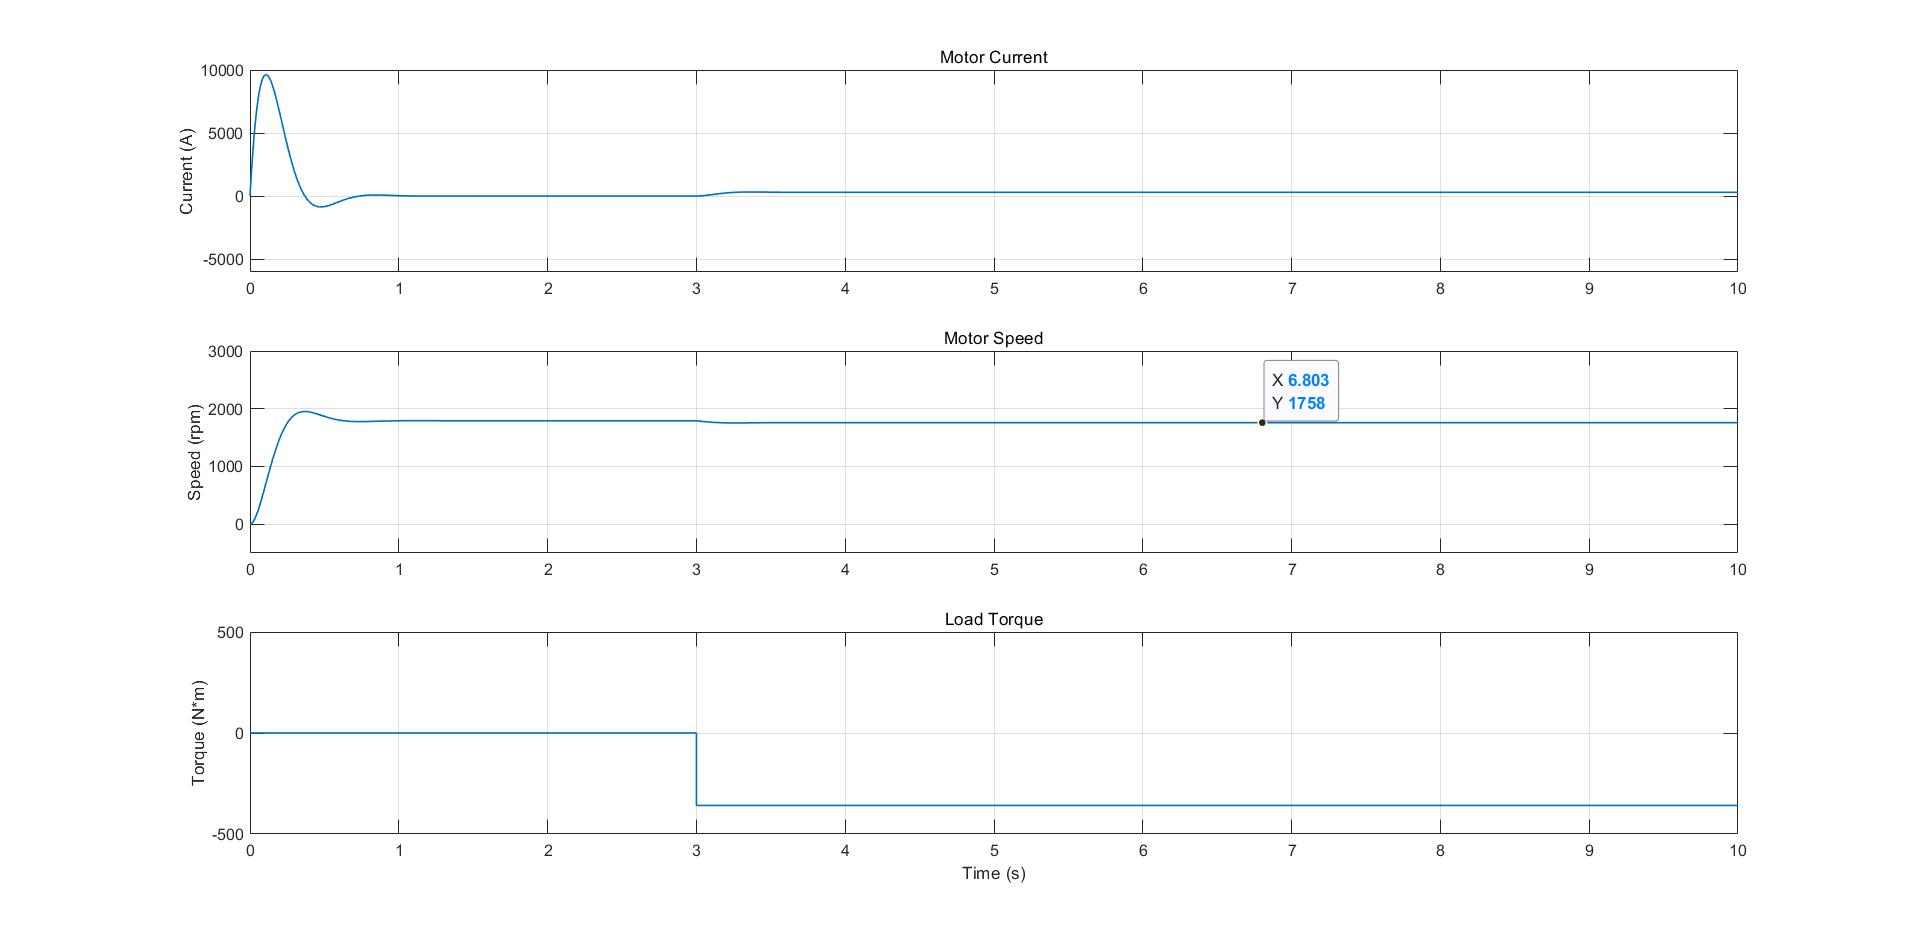 Motor Current
Current (A)
10000
5000
0
-5000
0 1 2 3 4 5 6 7 8 9 10
Motor Speed
Speed (rpm)
3000
2000
1000
0
X 6.803
Y 1758
0 1 2 3 4 5 6 7 8 9 10
Load Torque
Torque (N*m)
500
0
-500
0 1 2 3 4 5 6 7 8 9 10
Time (s)